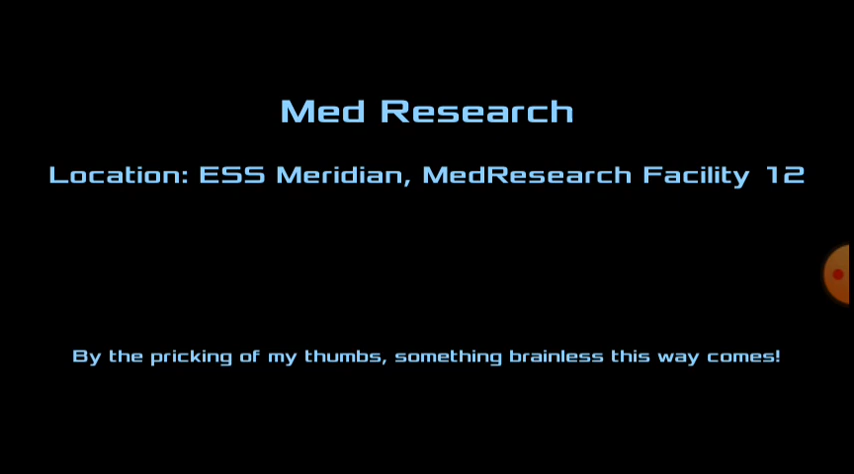 Med Research
Location: ESS Meridian, MedResearch Facility 12
By the pricking of my thumbs, something brainless this way comes!